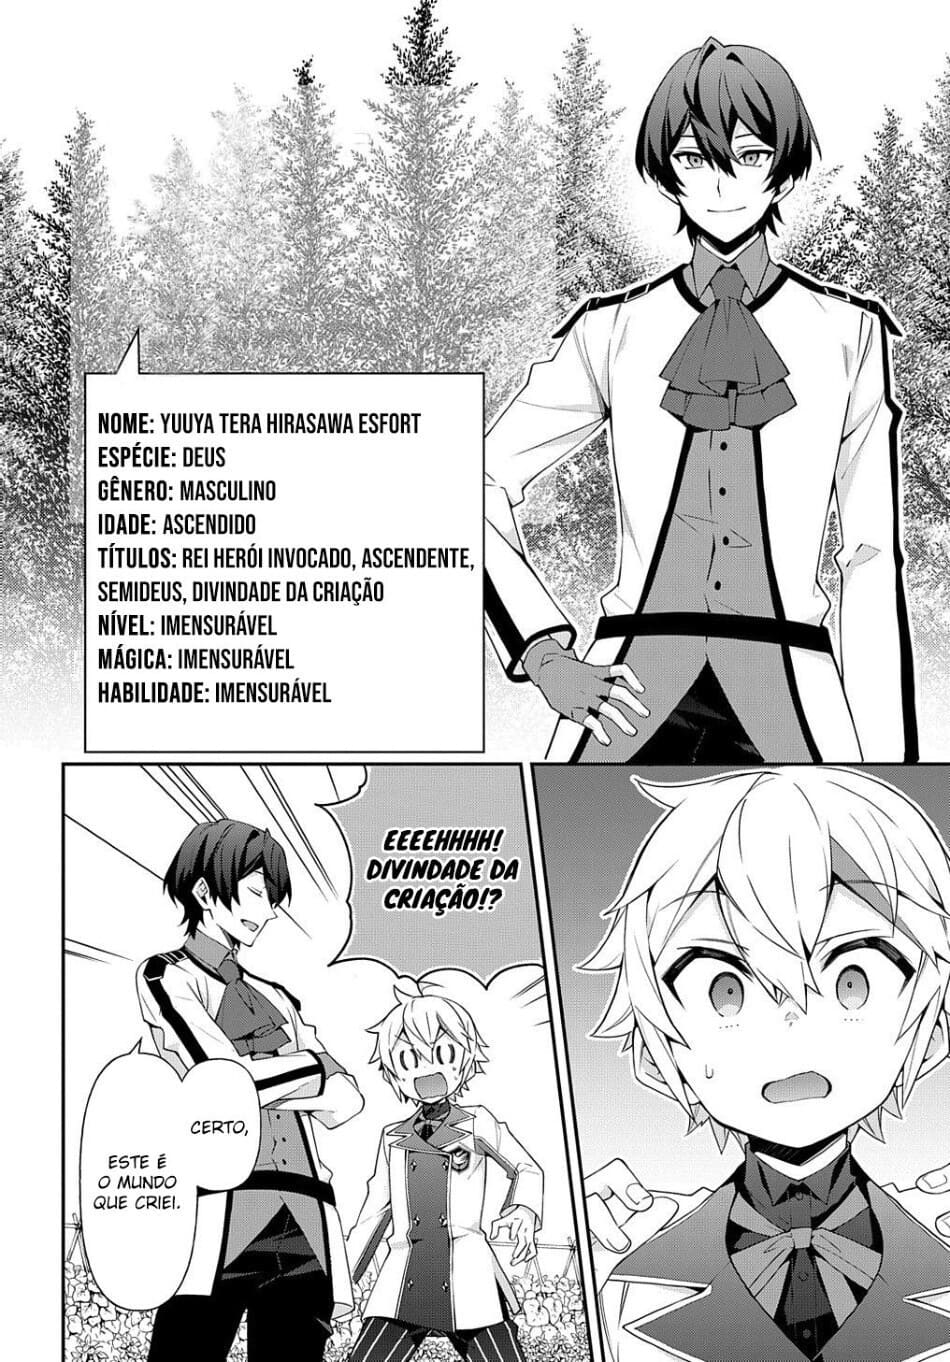 NOME: YUUYA TERA HIRASAWA ESFORT
ESPÉCIE: DEUS
GÊNERO: MASCULINO
IDADE: ASCENDIDO
TÍTULOS: REI HERÓI INVOCADO, ASCENDENTE,
SEMIDEUS, DIVINDADE DA CRIAÇÃO
NÍVEL: IMENSURÁVEL
MÁGICA: IMENSURÁVEL
HABILIDADE: IMENSURÁVEL
EEEEHHHH!
DIVINDADE DA
CRIAÇÃO!?
CERTO,
ESTE É
O MUNDO
QUE CRIEI.